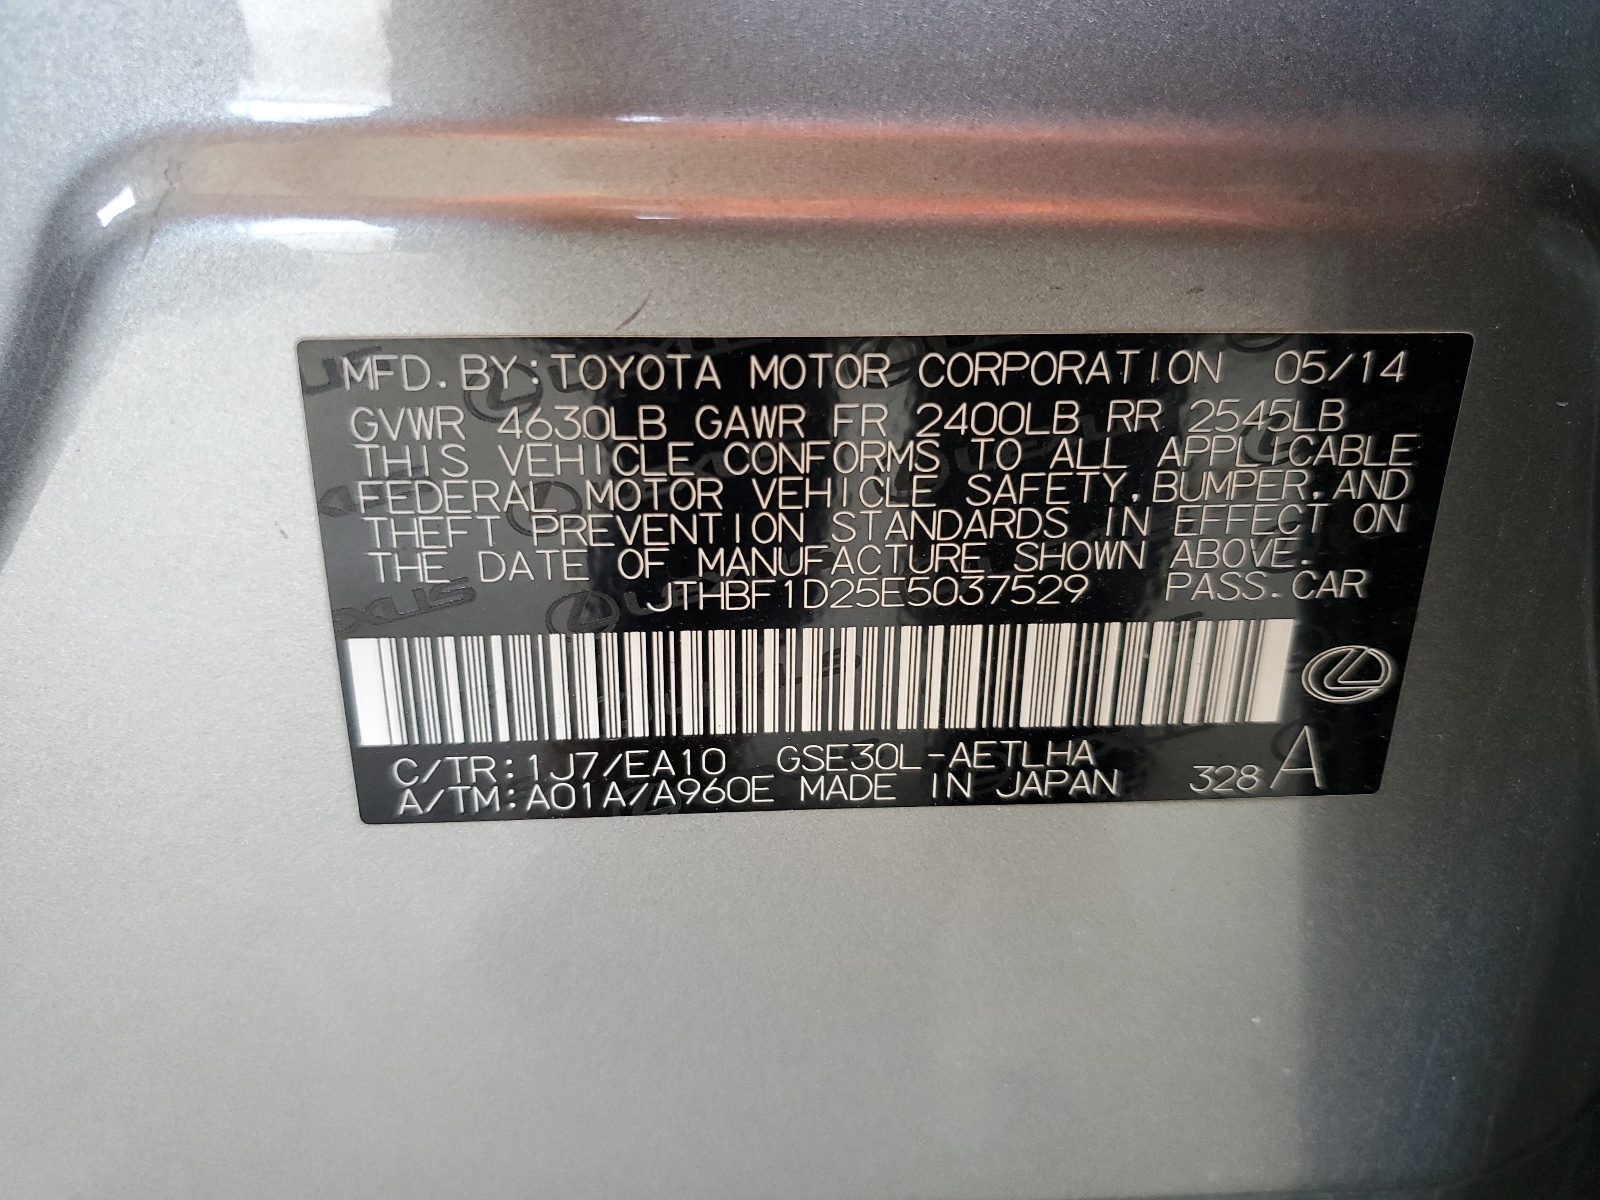 MFD. BY: TOYOTA MOTOR CORPORATION 05/14
GVWR 4630LB GAWR FR 2400LB RR 2545LB
THIS VEHICLE CONFORMS TO ALL APPLICABLE
FEDERAL MOTOR VEHICLE SAFETY, BUMPER, AND
THEFT PREVENTION STANDARDS IN EFFECT ON
THE DATE OF MANUFACTURE SHOWN ABOVE.
JTHBF1D25E5037529 PASS. CAR
C/TR: 1J7/EA10 GSE30L-AETLHA
A/TM: A01A/A960E MADE IN JAPAN 328 A